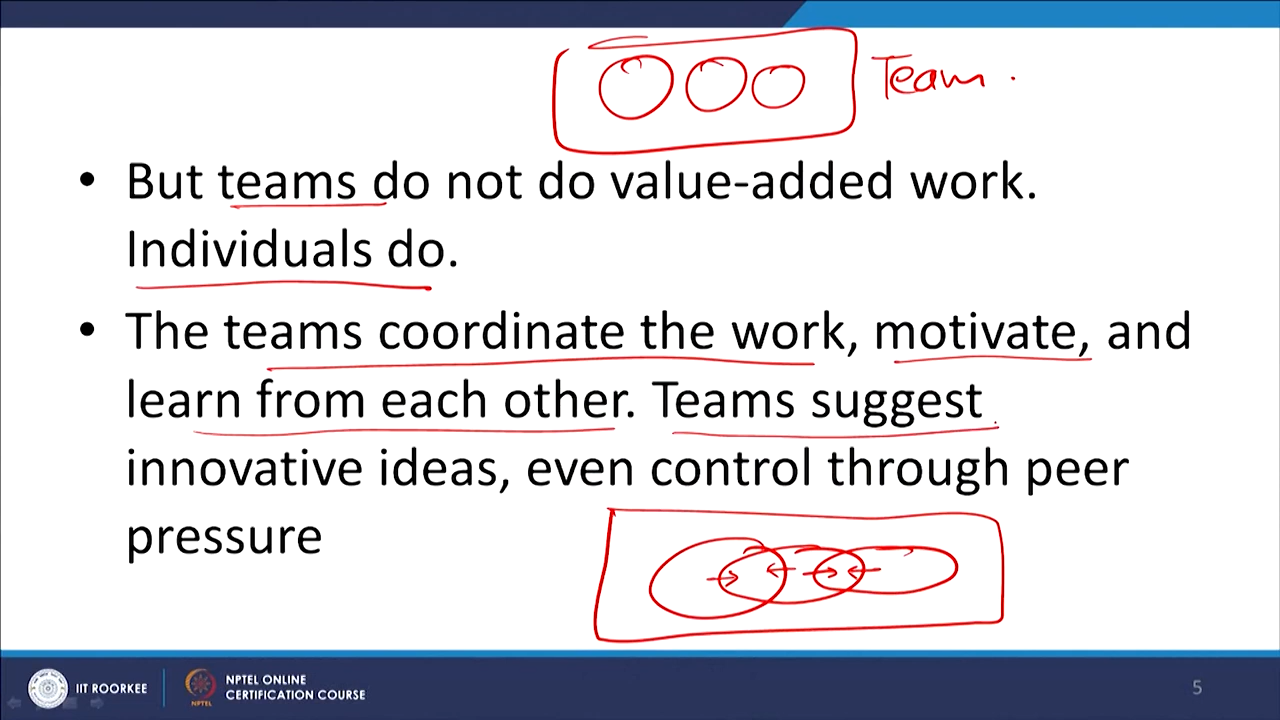 Team.
• But teams do not do value-added work.
Individuals do.
• The teams coordinate the work, motivate, and
learn from each other. Teams suggest
innovative ideas, even control through peer
pressure
IIT ROORKEE
NPTEL
NPTEL ONLINE
CERTIFICATION COURSE
5